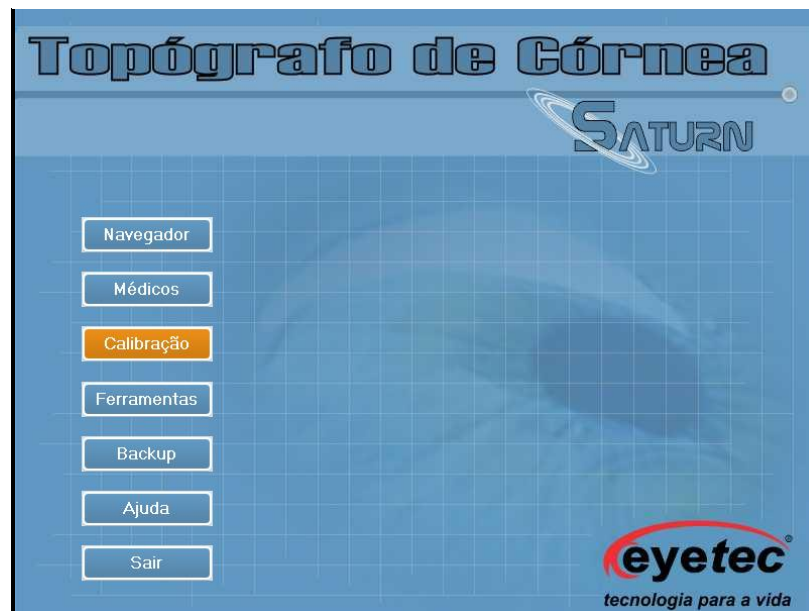 Topógrafo de Córnea
SATURN
Navegador
Médicos
Calibração
Ferramentas
Backup
Ajuda
Sair
eyetec®
tecnologia para a vida